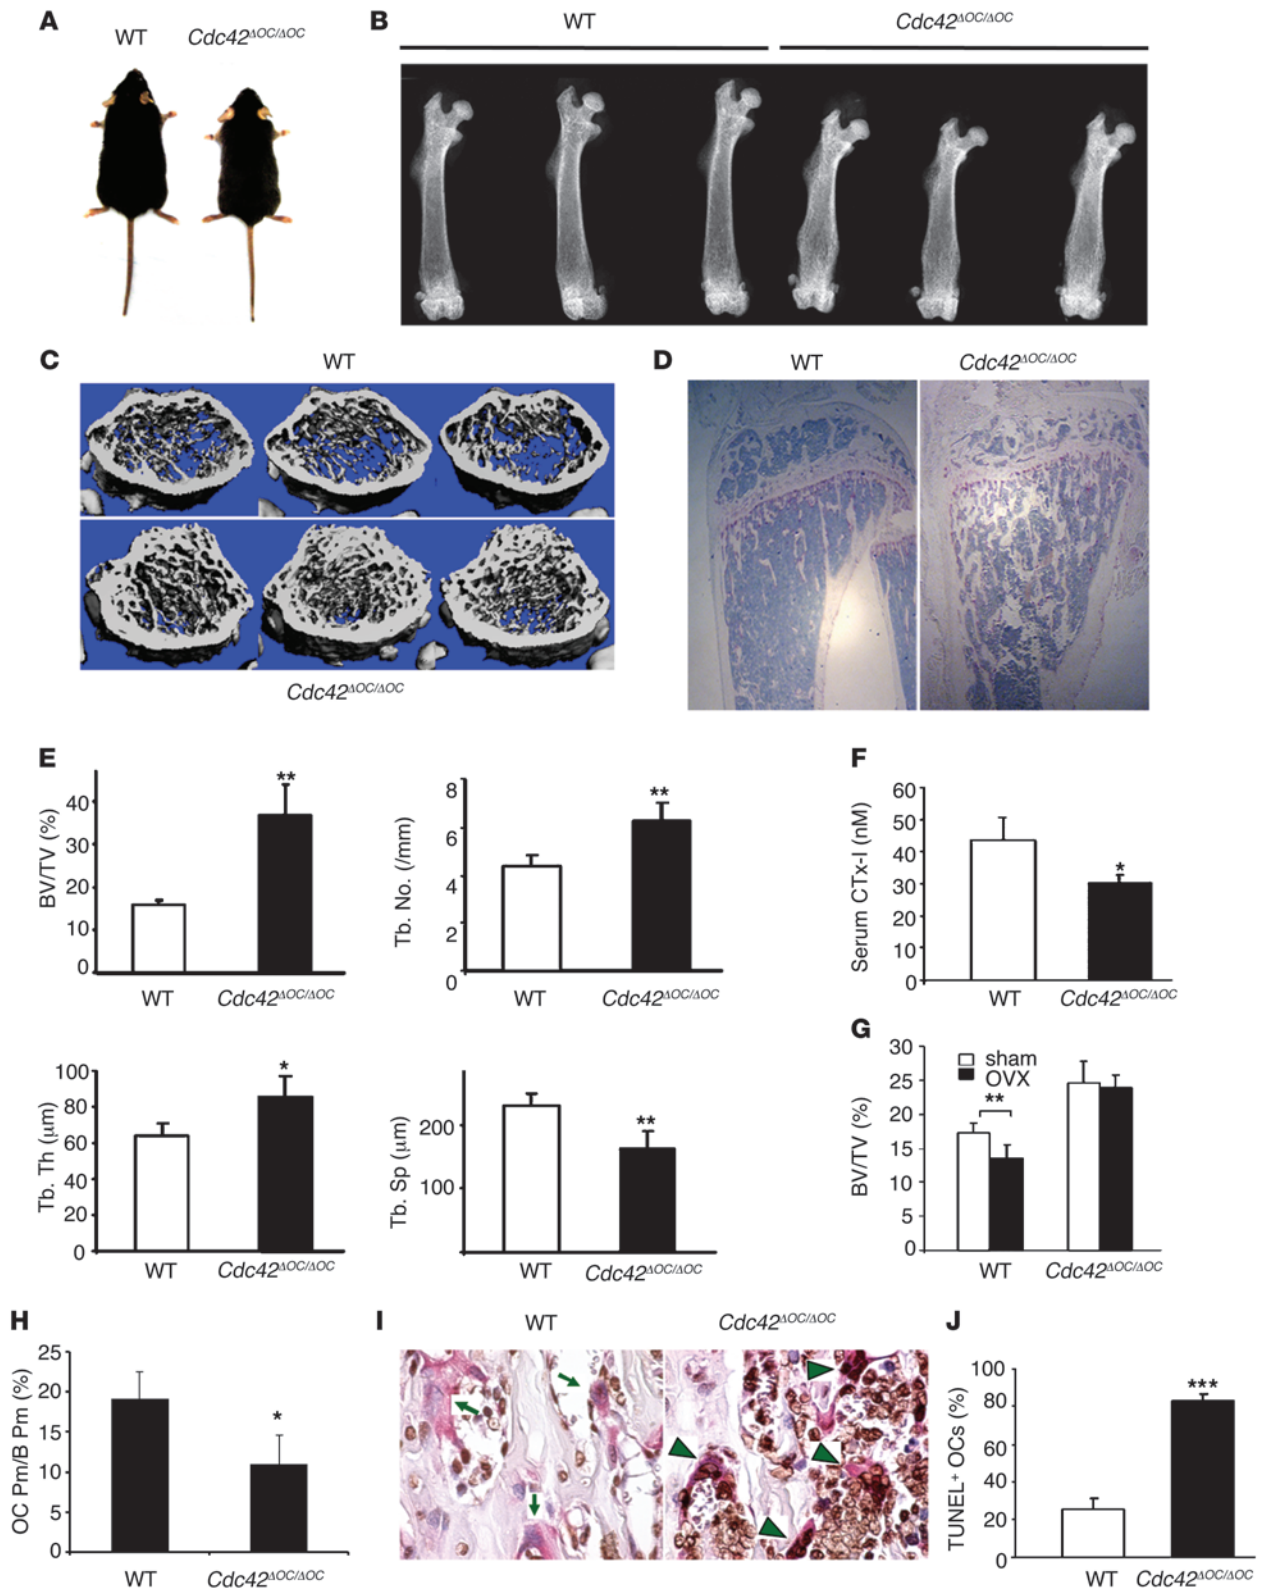 A
WT Cdc42ΔOC/ΔOC
B
WT Cdc42ΔOC/ΔOC
C
WT
Cdc42ΔOC/ΔOC
D
WT Cdc42ΔOC/ΔOC
E
BV/TV (%)
40
30
20
10
0
**
WT Cdc42ΔOC/ΔOC
Tb. No. (/mm)
8
6
4
2
0
**
WT Cdc42ΔOC/ΔOC
F
Serum CTx-I (nM)
60
50
40
30
20
10
0
*
WT Cdc42ΔOC/ΔOC
Tb. Th (μm)
100
80
60
40
20
0
*
WT Cdc42ΔOC/ΔOC
Tb. Sp (μm)
200
100
**
WT Cdc42ΔOC/ΔOC
G
BV/TV (%)
30
25
20
15
10
5
0
sham
OVX
**
WT Cdc42ΔOC/ΔOC
H
OC Pm/B Pm (%)
25
20
15
10
5
0
*
WT Cdc42ΔOC/ΔOC
I
WT Cdc42ΔOC/ΔOC
J
TUNEL+ OCs (%)
100
80
60
40
20
0
***
WT Cdc42ΔOC/ΔOC